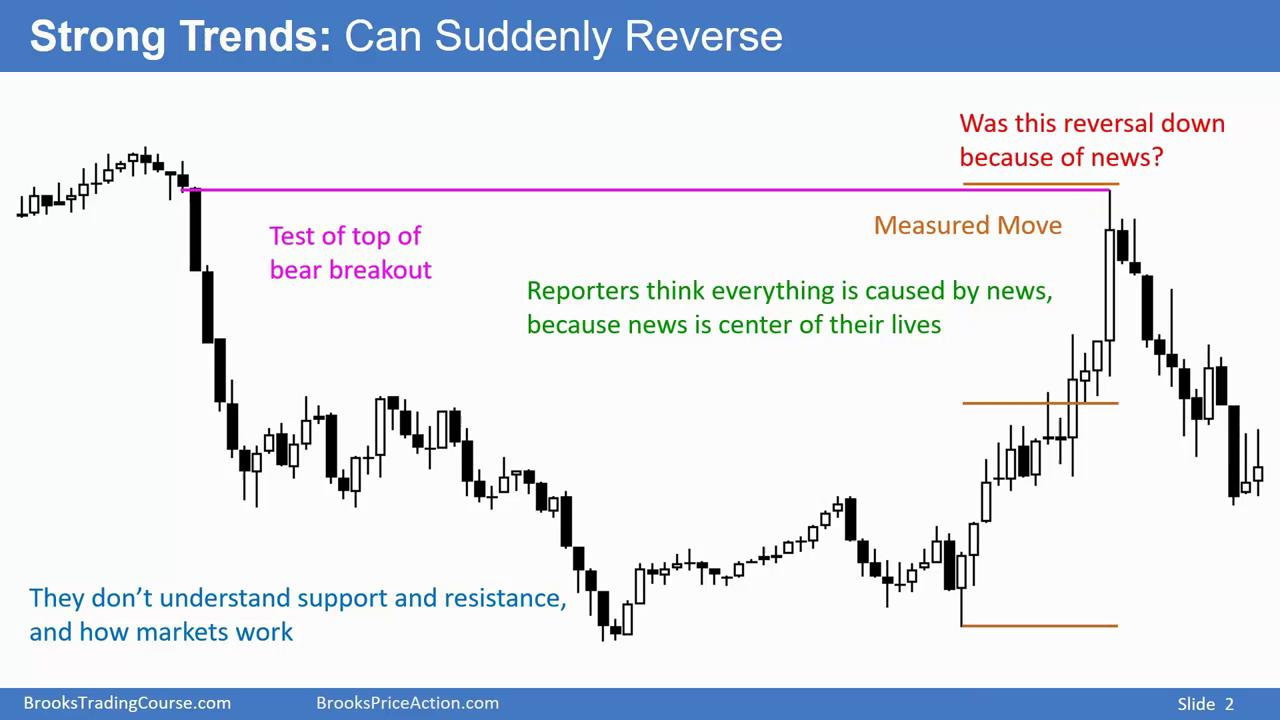 Strong Trends: Can Suddenly Reverse
Was this reversal down
because of news?
Measured Move
Test of top of
bear breakout
Reporters think everything is caused by news,
because news is center of their lives
They don’t understand support and resistance,
and how markets work
BrooksTradingCourse.com
BrooksPriceAction.com
Slide 2